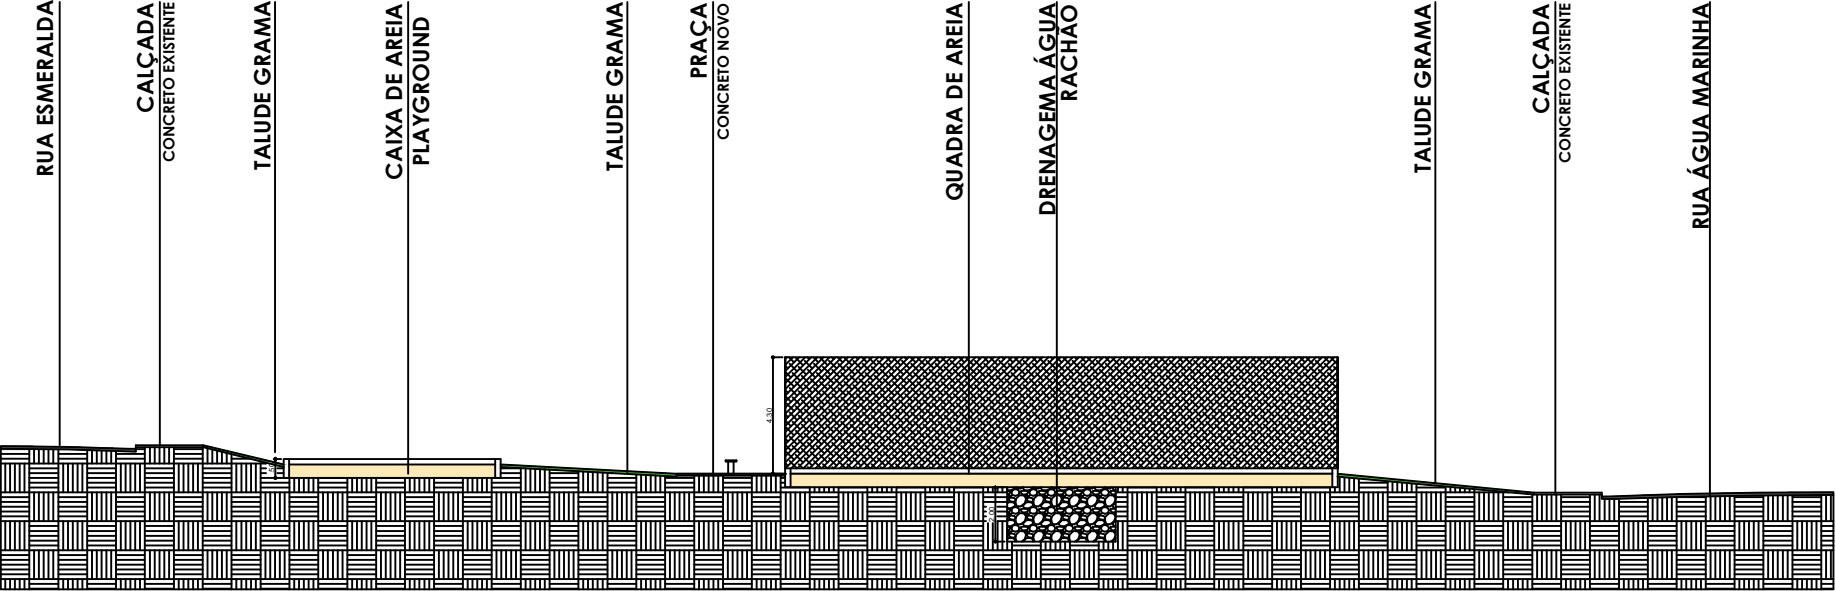 RUA ESMERALDA
CALÇADA
CONCRETO EXISTENTE
TALUDE GRAMA
CAIXA DE AREIA
PLAYGROUND
TALUDE GRAMA
PRAÇA
CONCRETO NOVO
QUADRA DE AREIA
DRENAGEMA ÁGUA
RACHÃO
TALUDE GRAMA
CALÇADA
CONCRETO EXISTENTE
RUA ÁGUA MARINHA
4.30
2.00